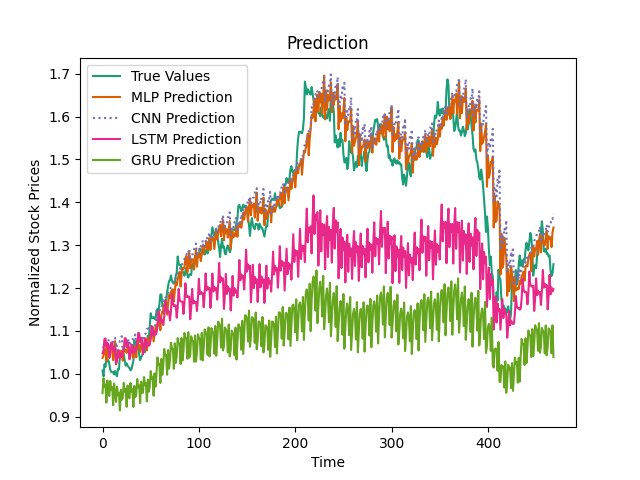 Prediction
True Values
MLP Prediction
CNN Prediction
LSTM Prediction
GRU Prediction
Normalized Stock Prices
1.7
1.6
1.5
1.4
1.3
1.2
1.1
1.0
0.9
0
100
200
300
400
Time